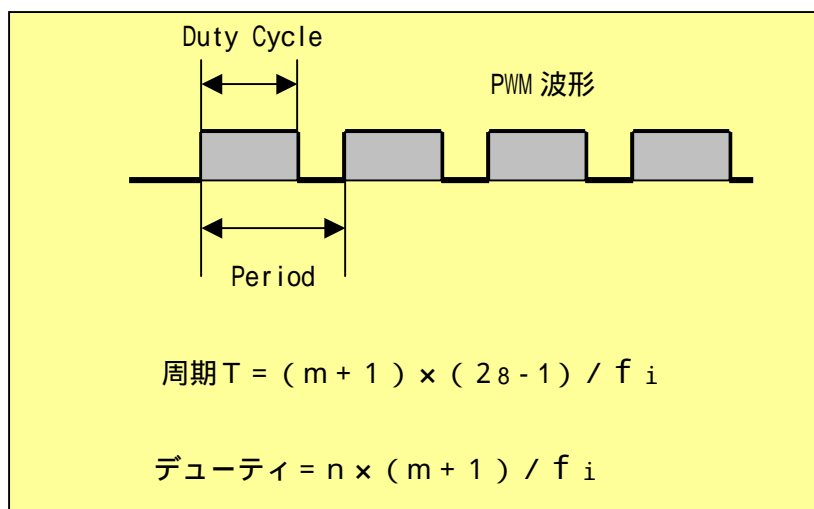 Duty Cycle
PWM 波形
Period
周期T = ( m + 1 ) × ( 28 - 1 ) / f i
デューティ = n × ( m + 1 ) / f i